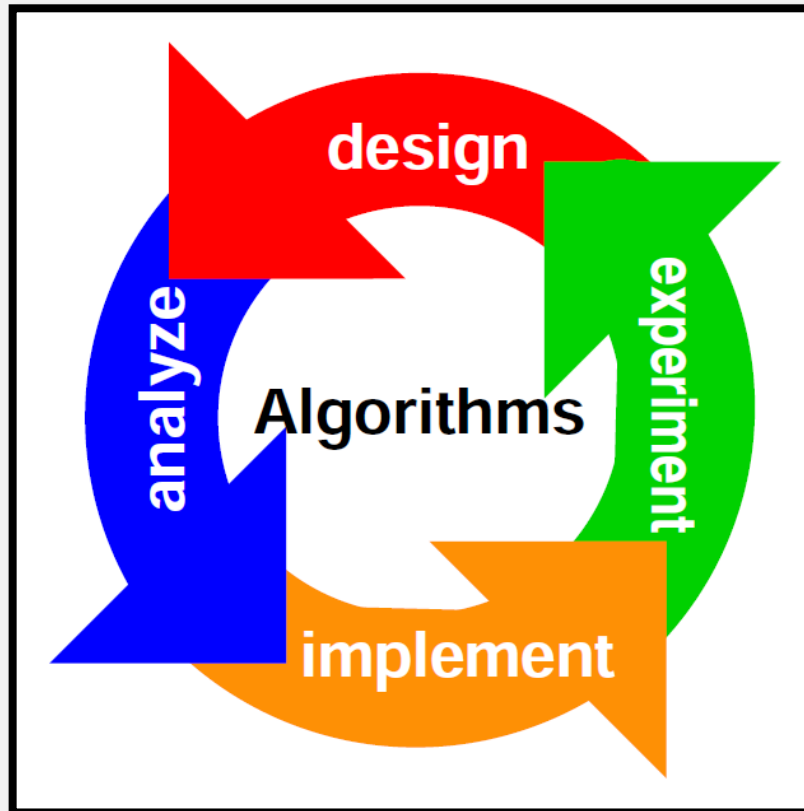 design
experiment
analyze
Algorithms
implement